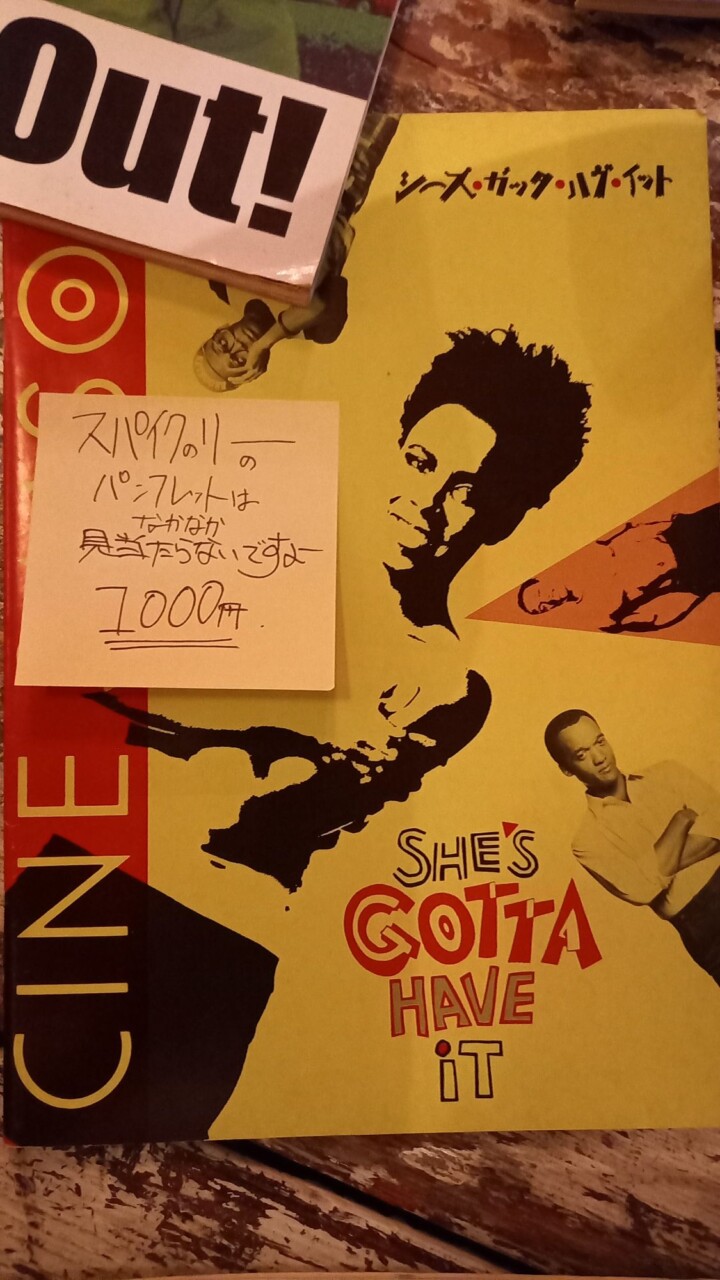 Out!
シーズ・ガッタ・ハヴ・イット
スパイクのリーの
パンフレットは
なかなか
見当たらないですよー
1000円.
CINE
SHE'S
GOTTA
HAVE
iT